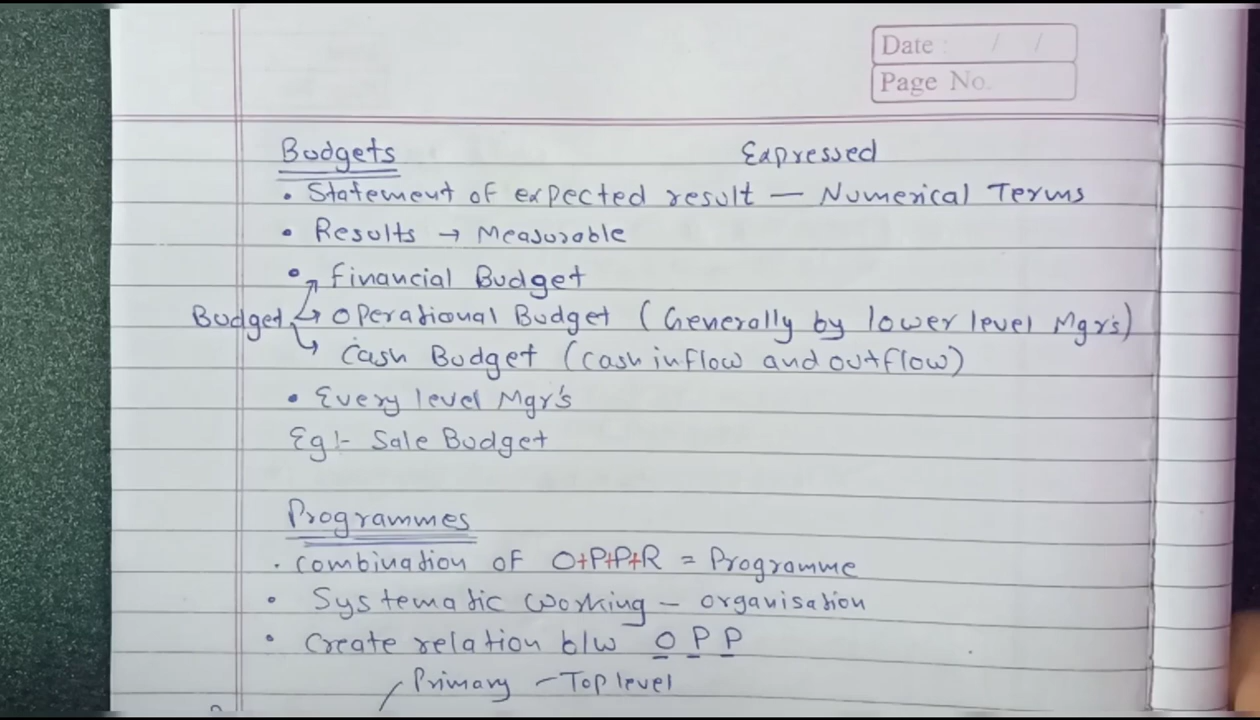 Date : / /
Page No.
Budgets
Expressed
• Statement of expected result — Numerical Terms
• Results → Measurable
• Financial Budget
Budget → Operational Budget (Generally by lower level Mgr's)
Cash Budget (cash inflow and outflow)
• Every level Mgr's
Eg:- Sale Budget
Programmes
• Combination of O+P+P+R = Programme
• Systematic working – organisation
• Create relation b/w O P P
Primary – Top level